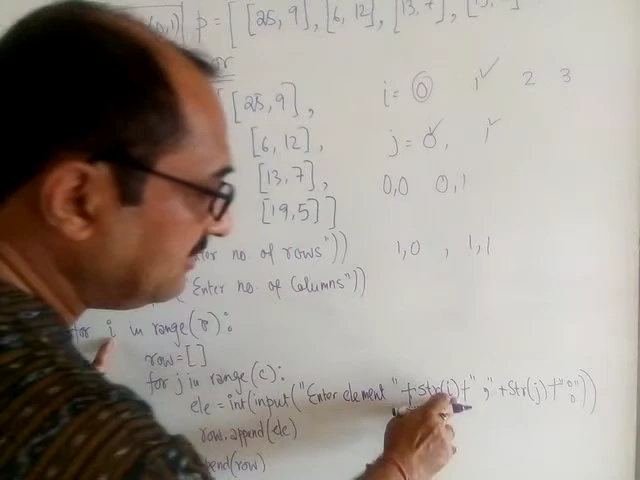 p = [ [25, 9], [6, 12], [13, 7],
or
[25, 9] , i = 0 1 2 3
[6, 12] , j = 0, 1
[13, 7] , 0,0 0,1
[19, 5] ]
no. of rows")) 1,0 , 1,1
( "Enter no. of Columns"))
for i in range(r):
row = [ ]
for j in range(c):
ele = int(input("Enter element " + str(i) + " , " + str(j) + " : "))
row.append(ele)
(row)